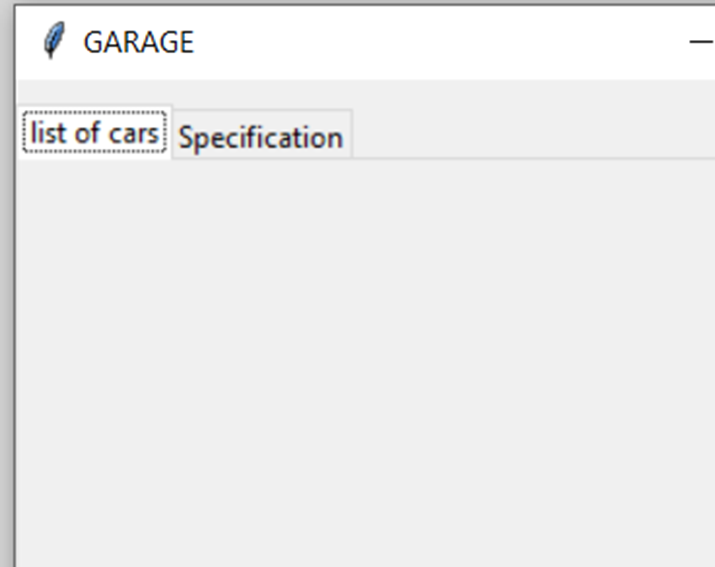 GARAGE
list of cars
Specification